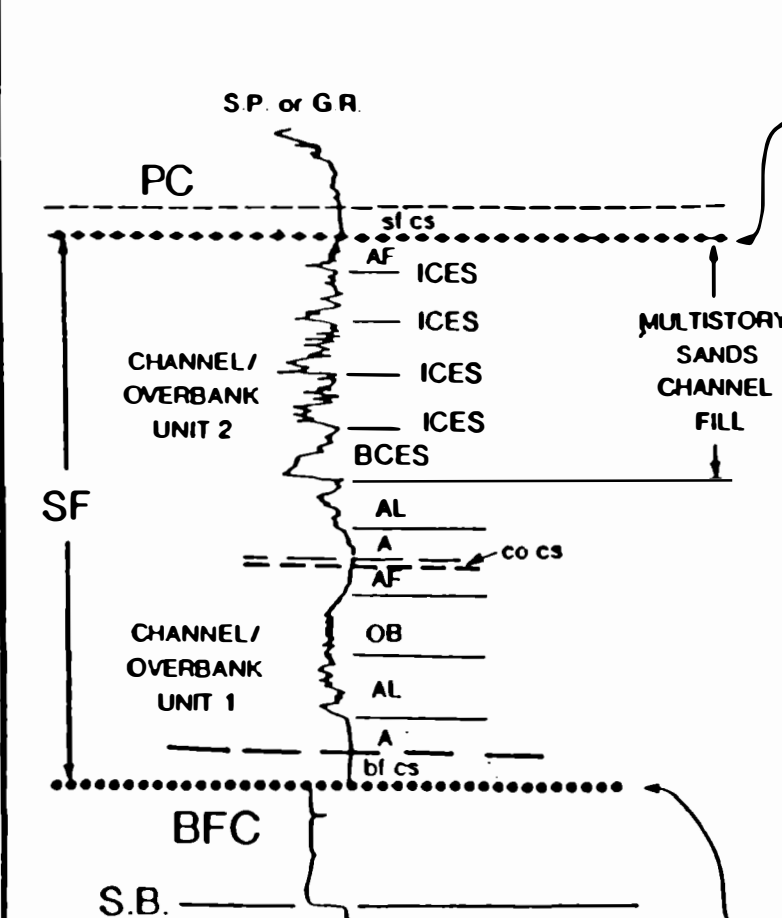 S.P. or G.R.
PC
sf cs
AF
ICES
ICES
ICES
ICES
CHANNEL/
OVERBANK
UNIT 2
MULTISTORY
SANDS
CHANNEL
FILL
BCES
SF
AL
A
co cs
AF
CHANNEL/
OVERBANK
UNIT 1
OB
AL
A
bf cs
BFC
S.B.